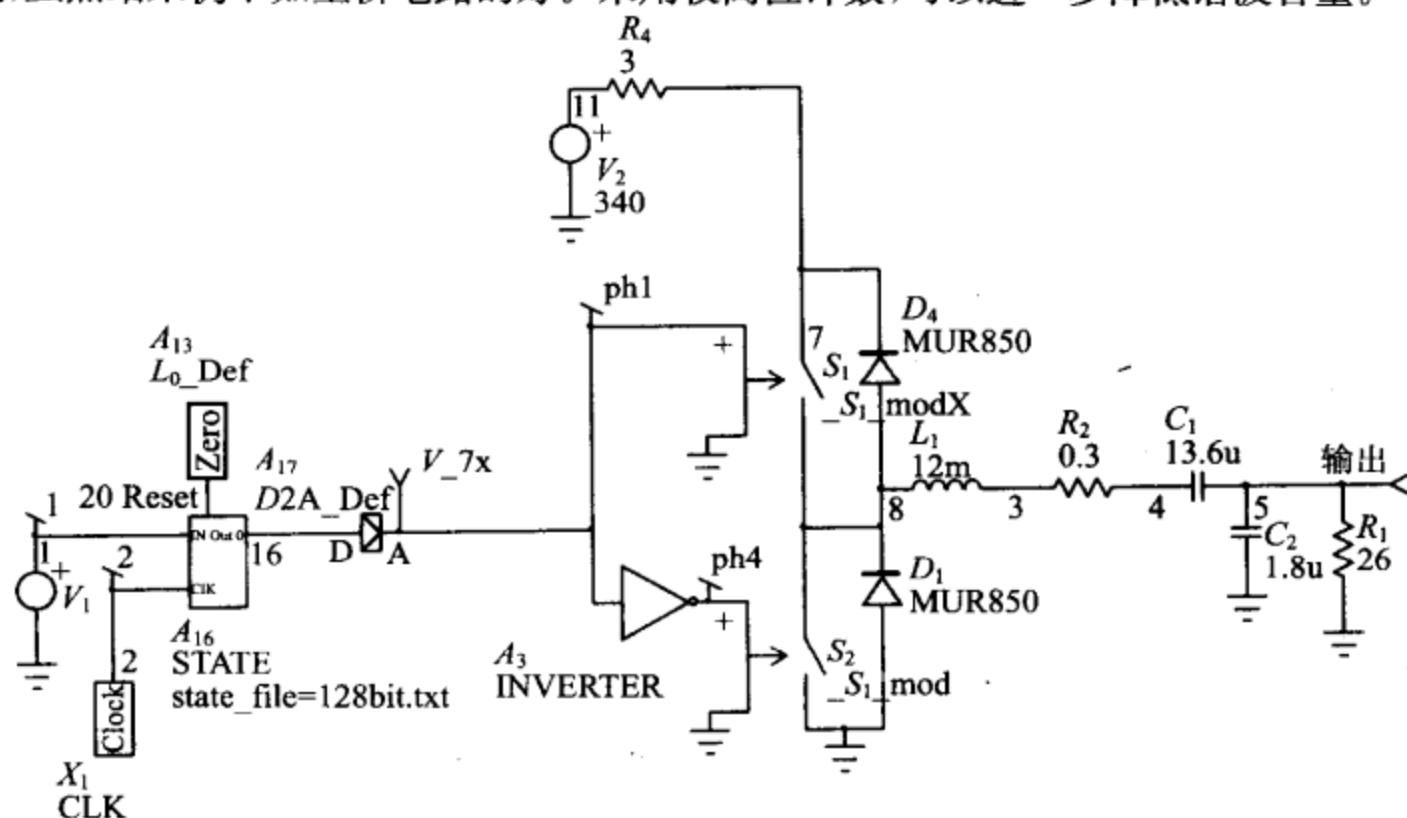 R4
3
11
+
V2
340
ph1
A13
L0_Def
Zero
D4
MUR850
7
+
S1
_S1_modX
L1
12m
R2
0.3
C1
13.6u
输出
A17
V_7x
1
20 Reset
D2A_Def
IN Out 0
16
D
A
8
3
4
5
1
+
V1
2
CLK
C2
1.8u
R1
26
ph4
+
D1
MUR850
A16
STATE
state_file=128bit.txt
A3
INVERTER
S2
_S1_mod
2
Clock
X1
CLK